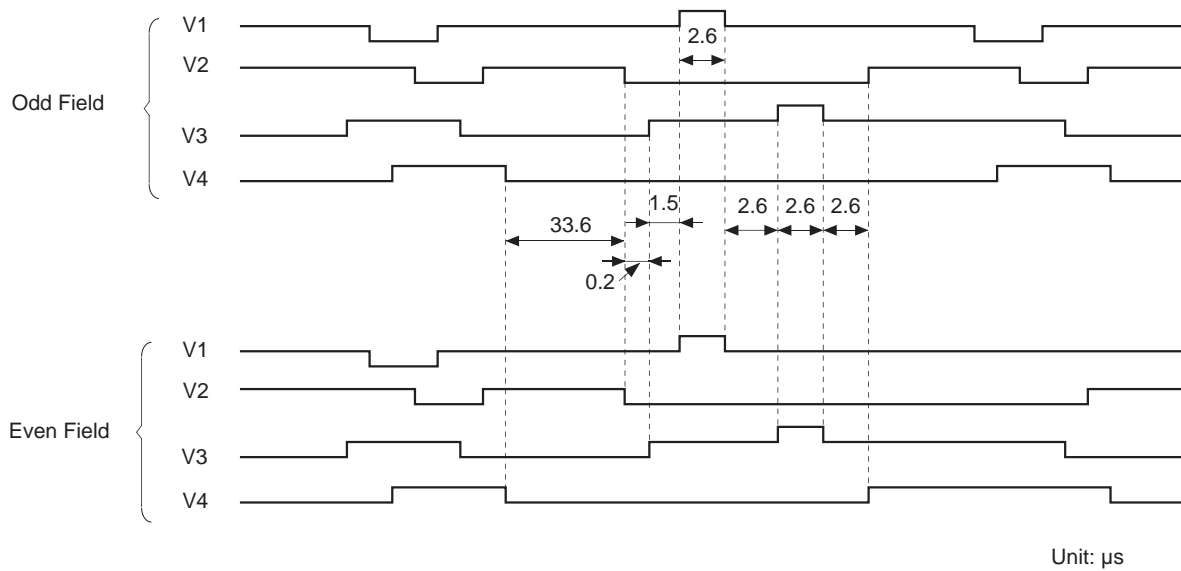 Odd Field
V1
2.6
V2
V3
V4
1.5
2.6 2.6 2.6
33.6
0.2
Even Field
V1
V2
V3
V4
Unit: μs